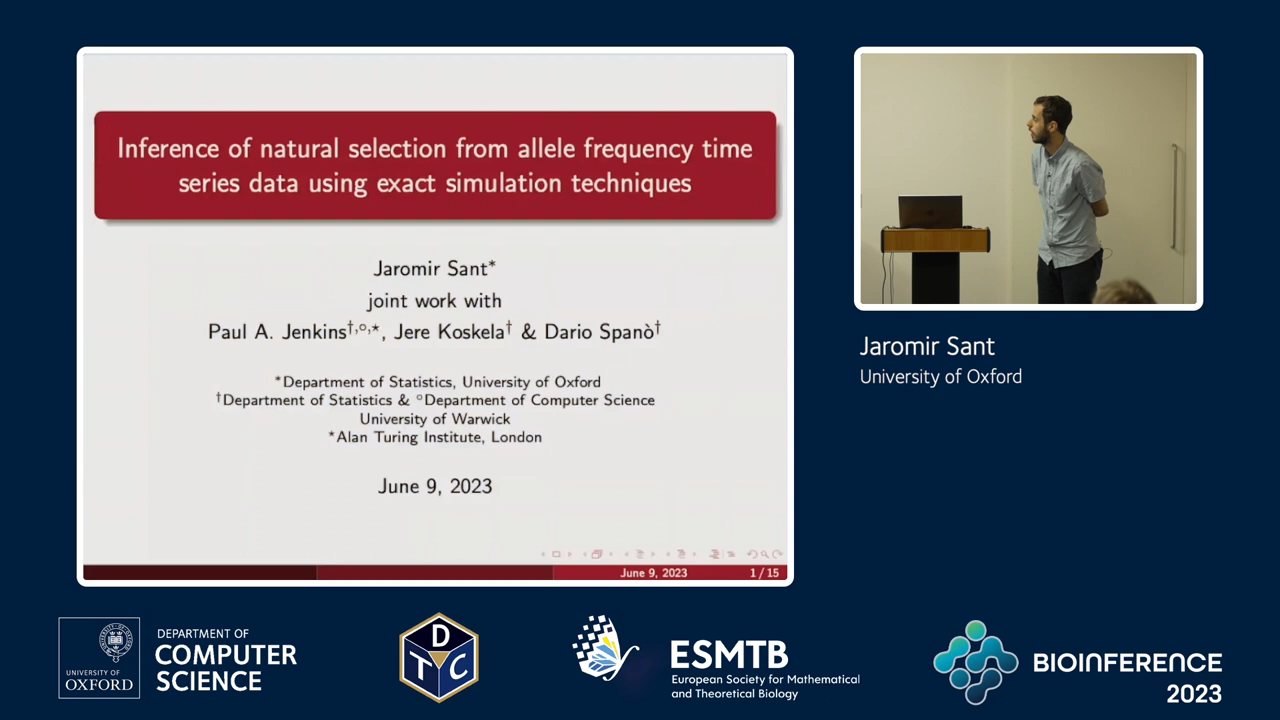 Inference of natural selection from allele frequency time
series data using exact simulation techniques
Jaromir Sant*
joint work with
Paul A. Jenkins†,○,⋆, Jere Koskela† & Dario Spanò†
*Department of Statistics, University of Oxford
†Department of Statistics & ○Department of Computer Science
University of Warwick
⋆Alan Turing Institute, London
June 9, 2023
June 9, 2023 1 / 15
Jaromir Sant
University of Oxford
UNIVERSITY OF
OXFORD
DEPARTMENT OF
COMPUTER
SCIENCE
D
T C
ESMTB
European Society for Mathematical
and Theoretical Biology
BIOINFERENCE
2023